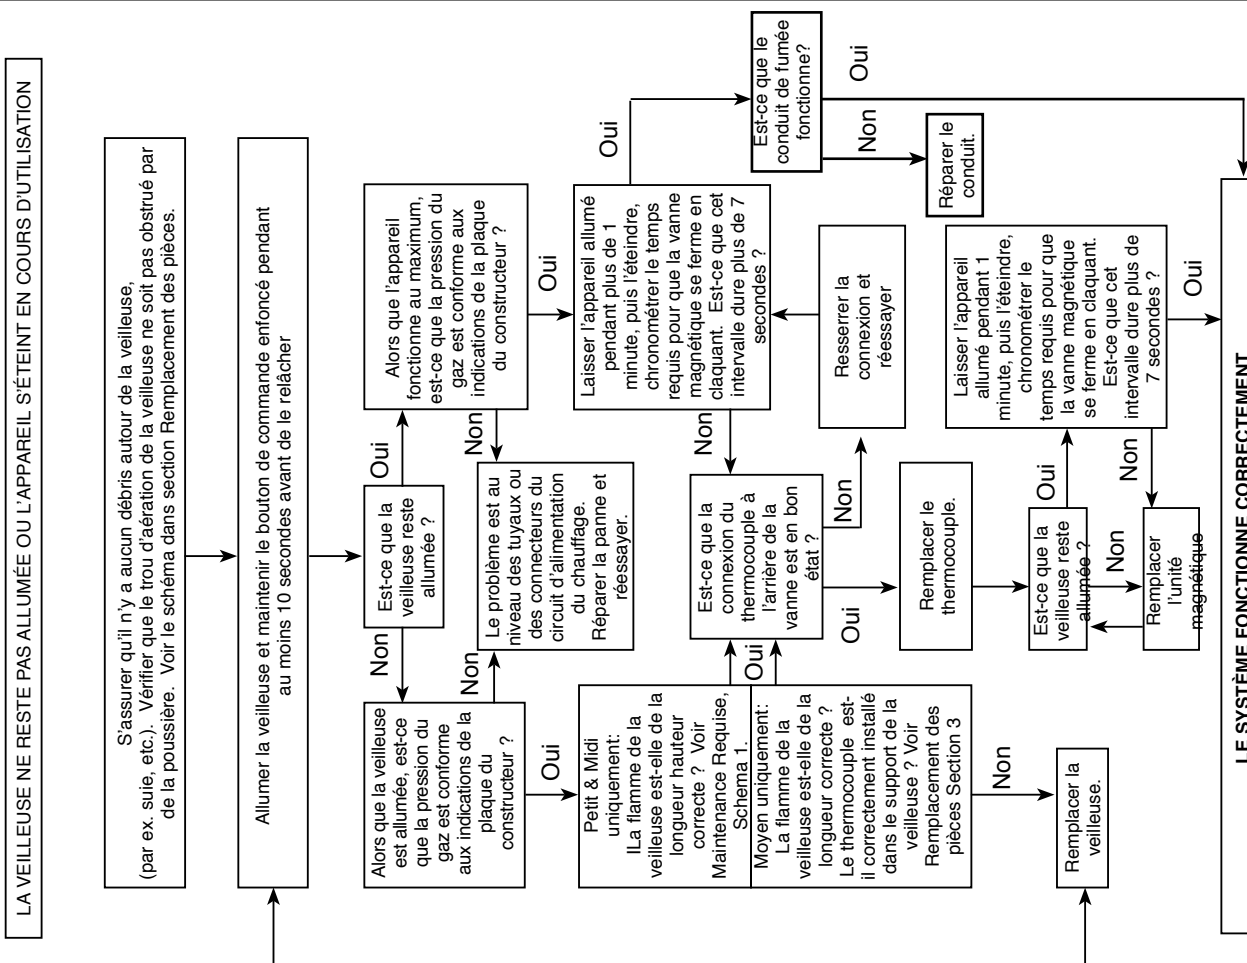 LA VEILLEUSE NE RESTE PAS ALLUMÉE OU L'APPAREIL S'ÉTEINT EN COURS D'UTILISATION
S'assurer qu'il n'y a aucun débris autour de la veilleuse,
(par ex. suie, etc.). Vérifier que le trou d'aération de la veilleuse ne soit pas obstrué par
de la poussière. Voir le schéma dans section Remplacement des pièces.
Allumer la veilleuse et maintenir le bouton de commande enfoncé pendant
au moins 10 secondes avant de le relâcher
Est-ce que la
veilleuse reste
allumée ?
Non
Oui
Alors que la veilleuse
est allumée, est-ce
que la pression du
gaz est conforme
aux indications de la
plaque du
constructeur ?
Non
Oui
Alors que l'appareil
fonctionne au maximum,
est-ce que la pression du
gaz est conforme aux
indications de la plaque
du constructeur ?
Non
Oui
Le problème est au
niveau des tuyaux ou
des connecteurs du
circuit d'alimentation
du chauffage.
Réparer la panne et
réessayer.
Petit & Midi
uniquement:
ILa flamme de la
veilleuse est-elle de la
longueur hauteur
correcte ? Voir
Maintenance Requise,
Schema 1.
Moyen uniquement:
La flamme de la
veilleuse est-elle de la
longueur correcte ?
Le thermocouple est-
il correctement installé
dans le support de la
veilleuse ? Voir
Remplacement des
pièces Section 3
Oui
Non
Remplacer la
veilleuse.
Laisser l'appareil allumé
pendant plus de 1
minute, puis l'éteindre,
chronométrer le temps
requis pour que la vanne
magnétique se ferme en
claquant. Est-ce que cet
intervalle dure plus de 7
secondes ?
Non
Oui
Est-ce que la
connexion du
thermocouple à
l'arrière de la
vanne est en bon
état ?
Oui
Non
Resserrer la
connexion et
réessayer
Remplacer le
thermocouple.
Est-ce que la
veilleuse reste
allumée ?
Oui
Non
Remplacer
l'unité
magnétique
Laisser l'appareil
allumé pendant 1
minute, puis l'éteindre,
chronométrer le
temps requis pour que
la vanne magnétique
se ferme en claquant.
Est-ce que cet
intervalle dure plus de
7 secondes ?
Non
Oui
Est-ce que le
conduit de fumée
fonctionne?
Oui
Non
Réparer le
conduit.
LE SYSTÈME FONCTIONNE CORRECTEMENT